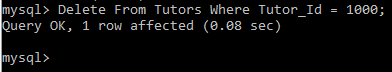 mysql> Delete From Tutors Where Tutor_Id = 1000;
Query OK, 1 row affected (0.08 sec)
mysql>